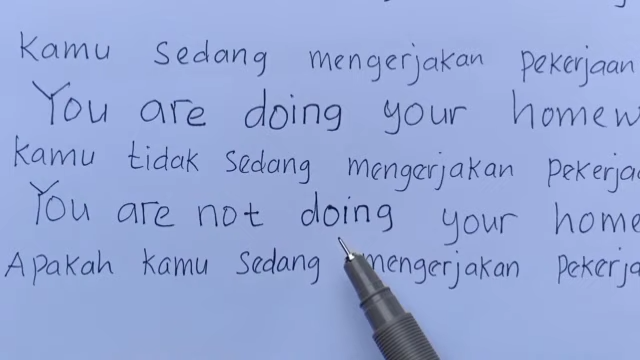 Kamu sedang mengerjakan pekerjaan
You are doing your homew
Kamu tidak sedang mengerjakan pekerja
You are not doing your home
Apakah kamu sedang mengerjakan pekerja